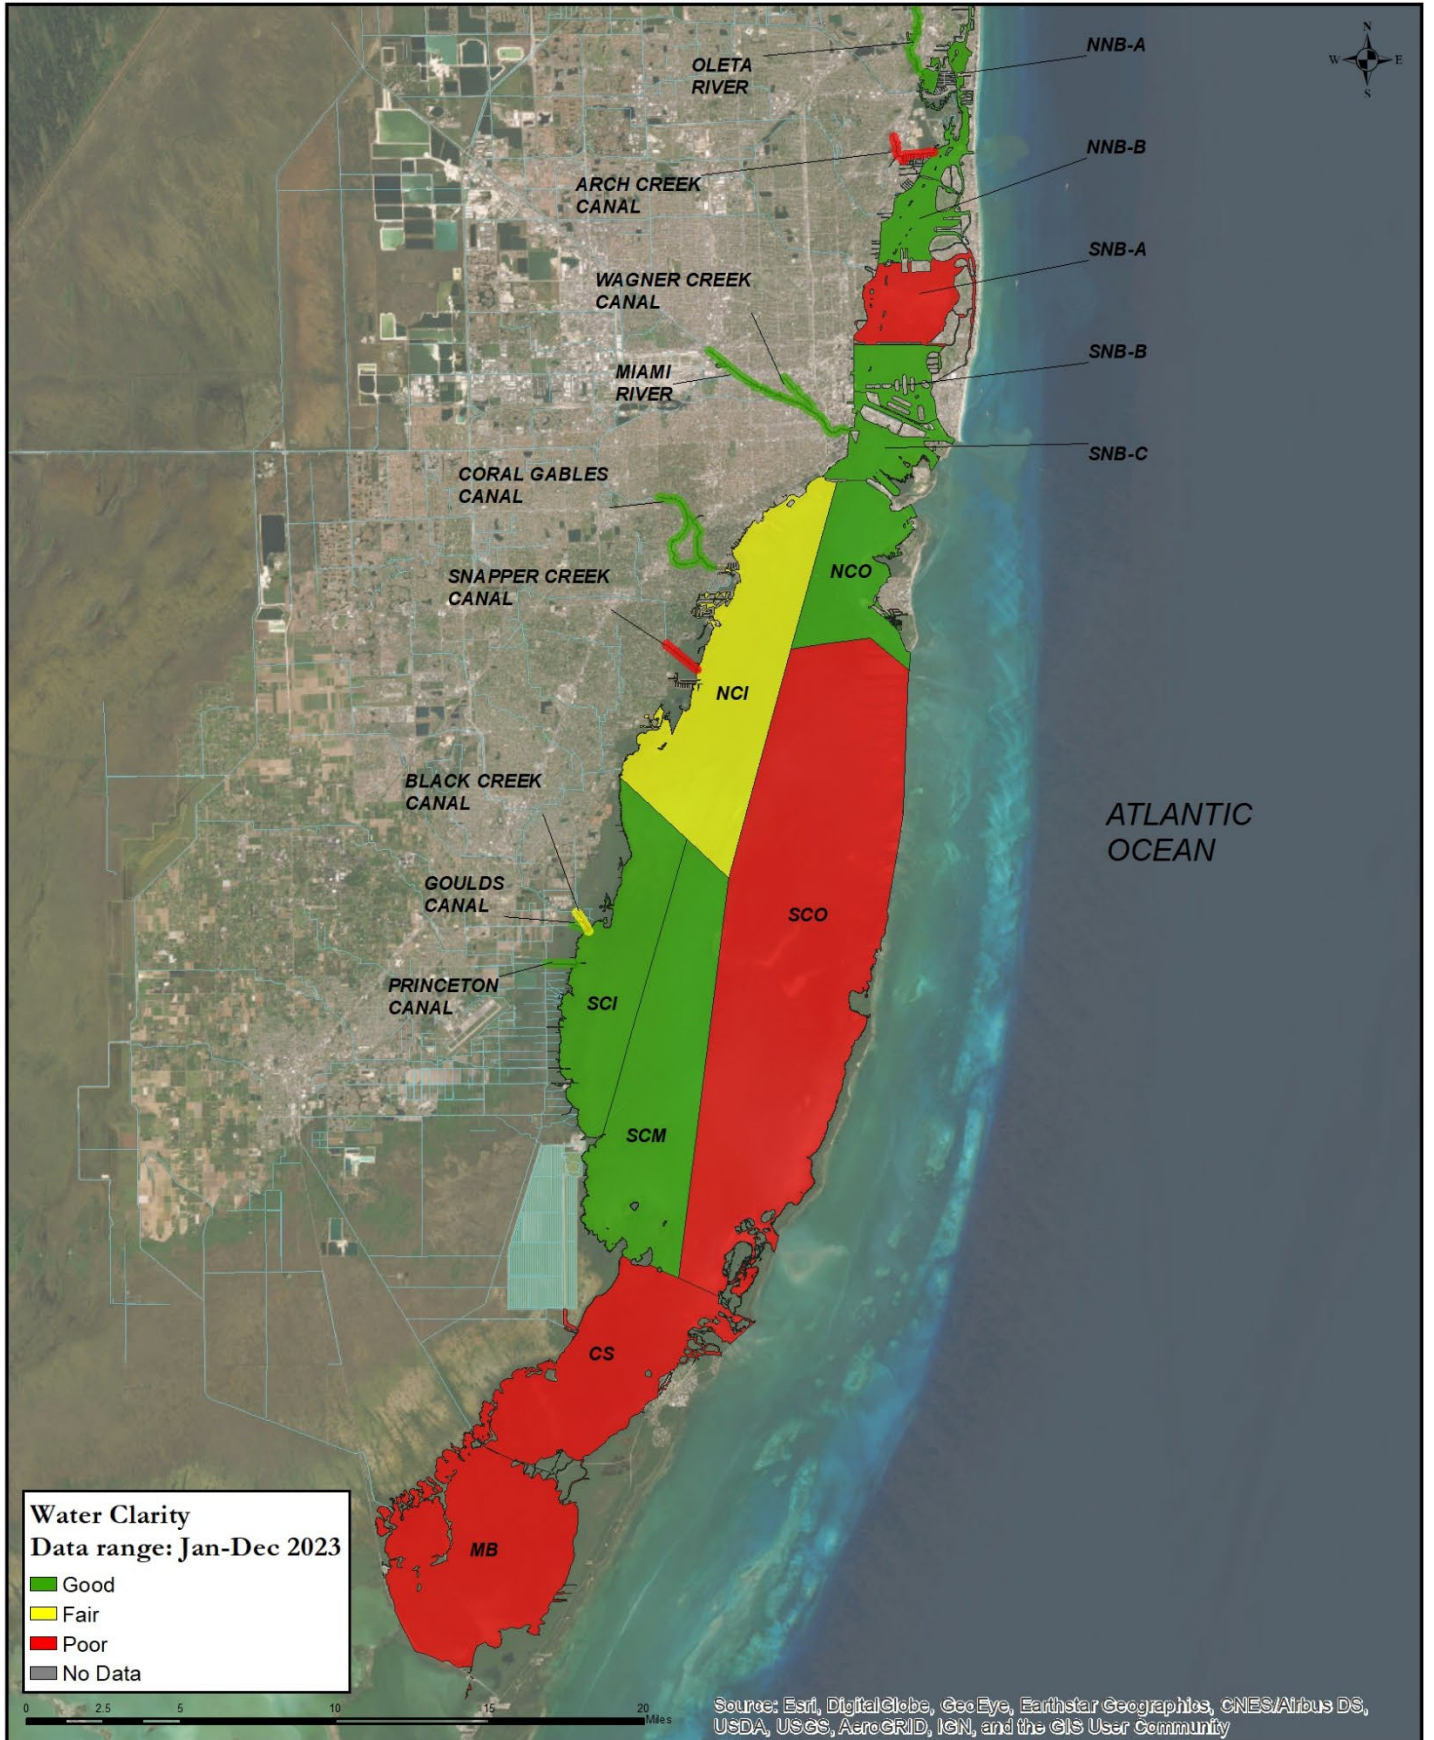 N
W
E
S
OLETA
RIVER
NNB-A
ARCH CREEK
CANAL
NNB-B
WAGNER CREEK
CANAL
SNB-A
MIAMI
RIVER
SNB-B
CORAL GABLES
CANAL
SNB-C
SNAPPER CREEK
CANAL
NCO
NCI
BLACK CREEK
CANAL
ATLANTIC
OCEAN
GOULDS
CANAL
SCO
PRINCETON
CANAL
SCI
SCM
CS
MB
Water Clarity
Data range: Jan-Dec 2023
Good
Fair
Poor
No Data
0 2.5 5 10 15 20
Miles
Source: Esri, DigitalGlobe, GeoEye, Earthstar Geographics, CNES/Airbus DS,
USDA, USGS, AeroGRID, IGN, and the GIS User Community